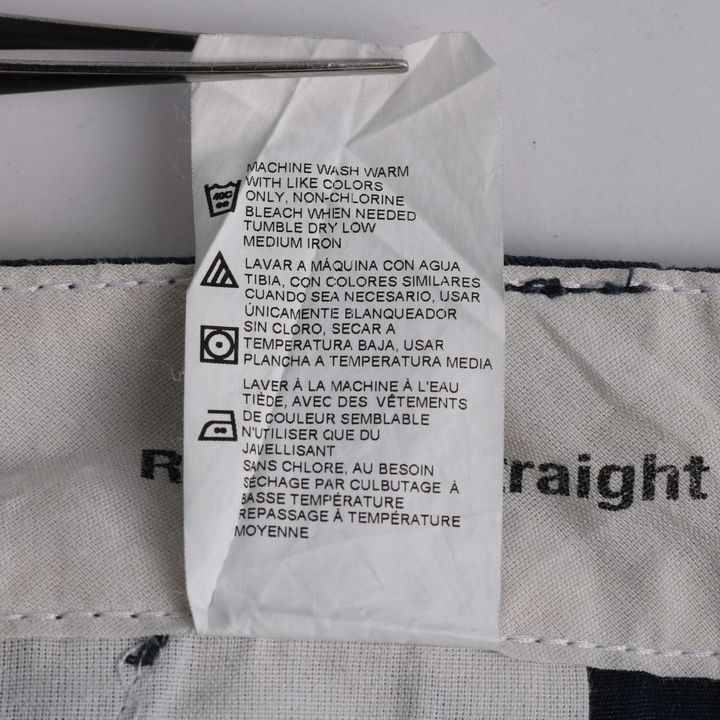 MACHINE WASH WARM
WITH LIKE COLORS
ONLY, NON-CHLORINE
BLEACH WHEN NEEDED
TUMBLE DRY LOW
MEDIUM IRON
40C
LAVAR A MÁQUINA CON AGUA
TIBIA, CON COLORES SIMILARES
CUANDO SEA NECESARIO, USAR
ÚNICAMENTE BLANQUEADOR
SIN CLORO, SECAR A
TEMPERATURA BAJA, USAR
PLANCHA A TEMPERATURA MEDIA
LAVER À LA MACHINE À L'EAU
TIÈDE, AVEC DES VÊTEMENTS
DE COULEUR SEMBLABLE
N'UTILISER QUE DU
JAVELLISANT
SANS CHLORE, AU BESOIN
SÉCHAGE PAR CULBUTAGE À
BASSE TEMPÉRATURE
REPASSAGE À TEMPÉRATURE
MOYENNE
R raight